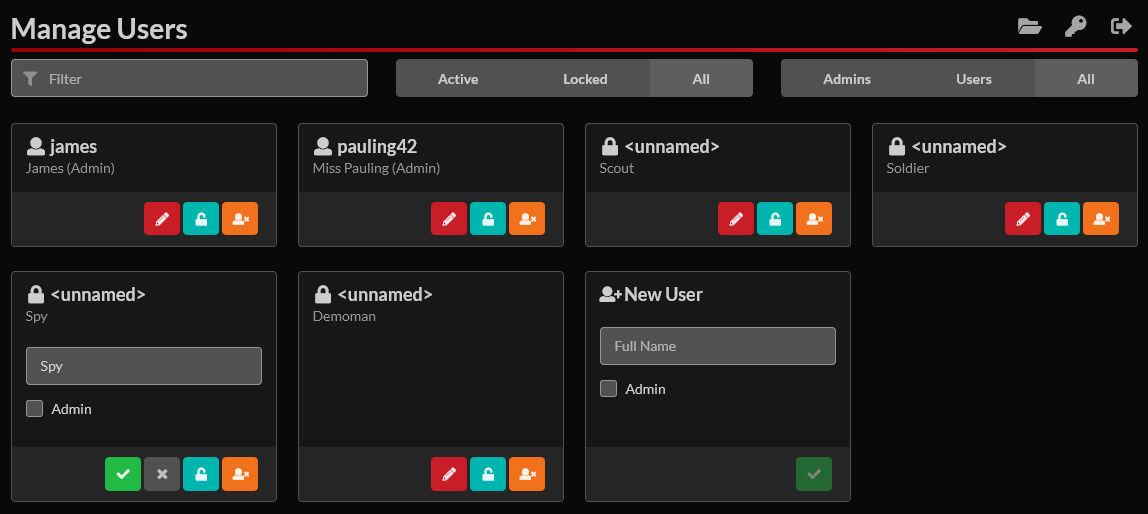 Manage Users
Filter
Active Locked All
Admins Users All
james
James (Admin)
pauling42
Miss Pauling (Admin)
<unnamed>
Scout
<unnamed>
Soldier
<unnamed>
Spy
Spy
Admin
<unnamed>
Demoman
New User
Full Name
Admin